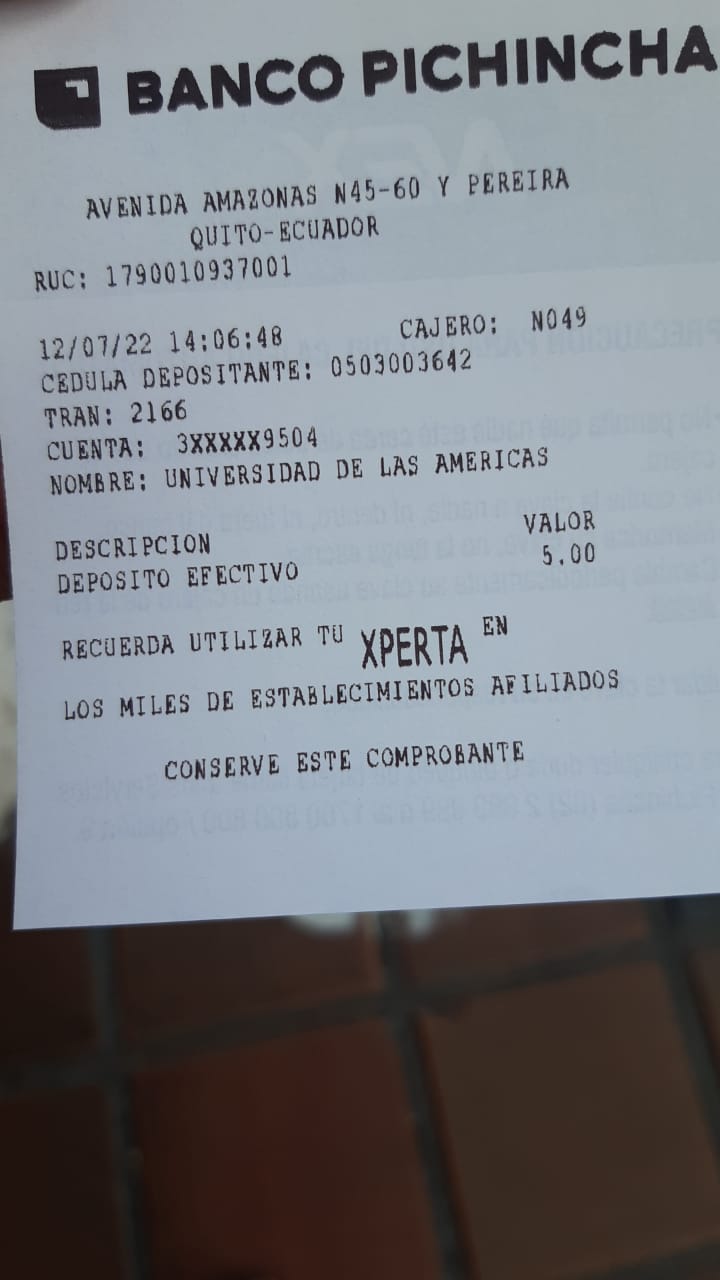 BANCO PICHINCHA
AVENIDA AMAZONAS N45-60 Y PEREIRA
QUITO-ECUADOR
RUC: 1790010937001
12/07/22 14:06:48 CAJERO: N049
CEDULA DEPOSITANTE: 0503003642
TRAN: 2166
CUENTA: 3XXXXX9504
NOMBRE: UNIVERSIDAD DE LAS AMERICAS
DESCRIPCION VALOR
DEPOSITO EFECTIVO 5.00
RECUERDA UTILIZAR TU XPERTA EN
LOS MILES DE ESTABLECIMIENTOS AFILIADOS
CONSERVE ESTE COMPROBANTE